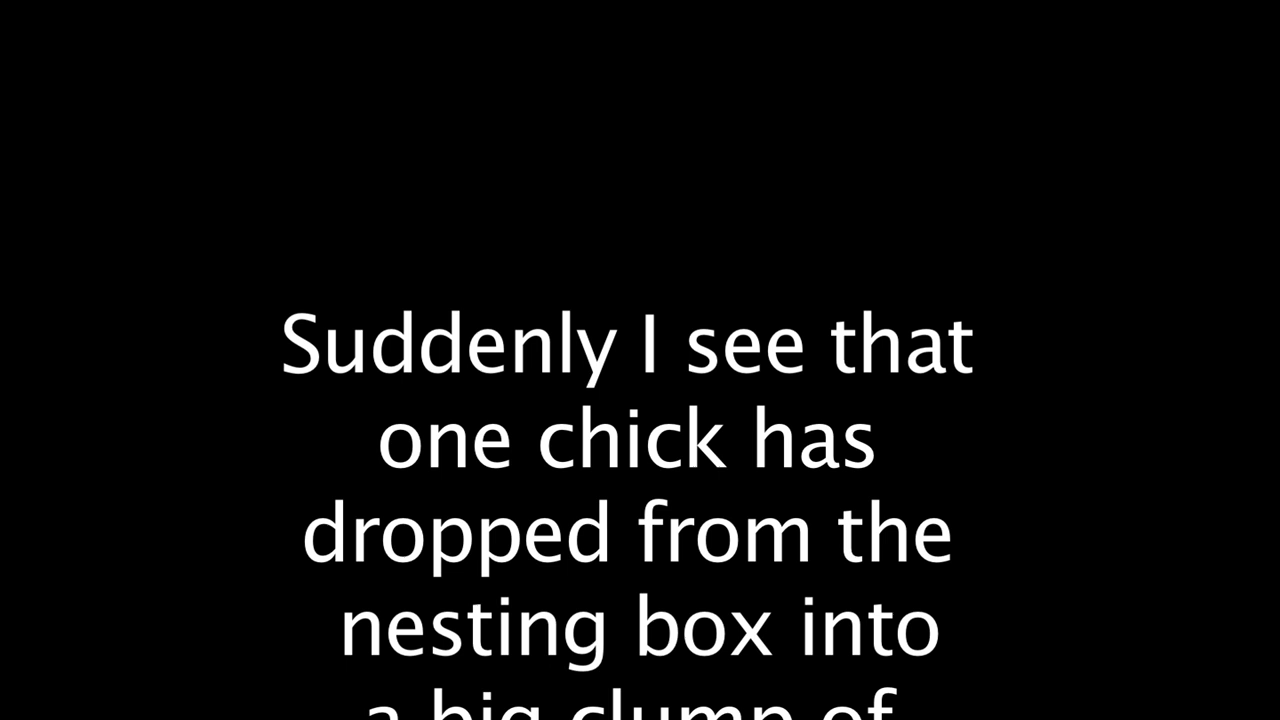 Suddenly I see that
one chick has
dropped from the
nesting box into
a big clump of